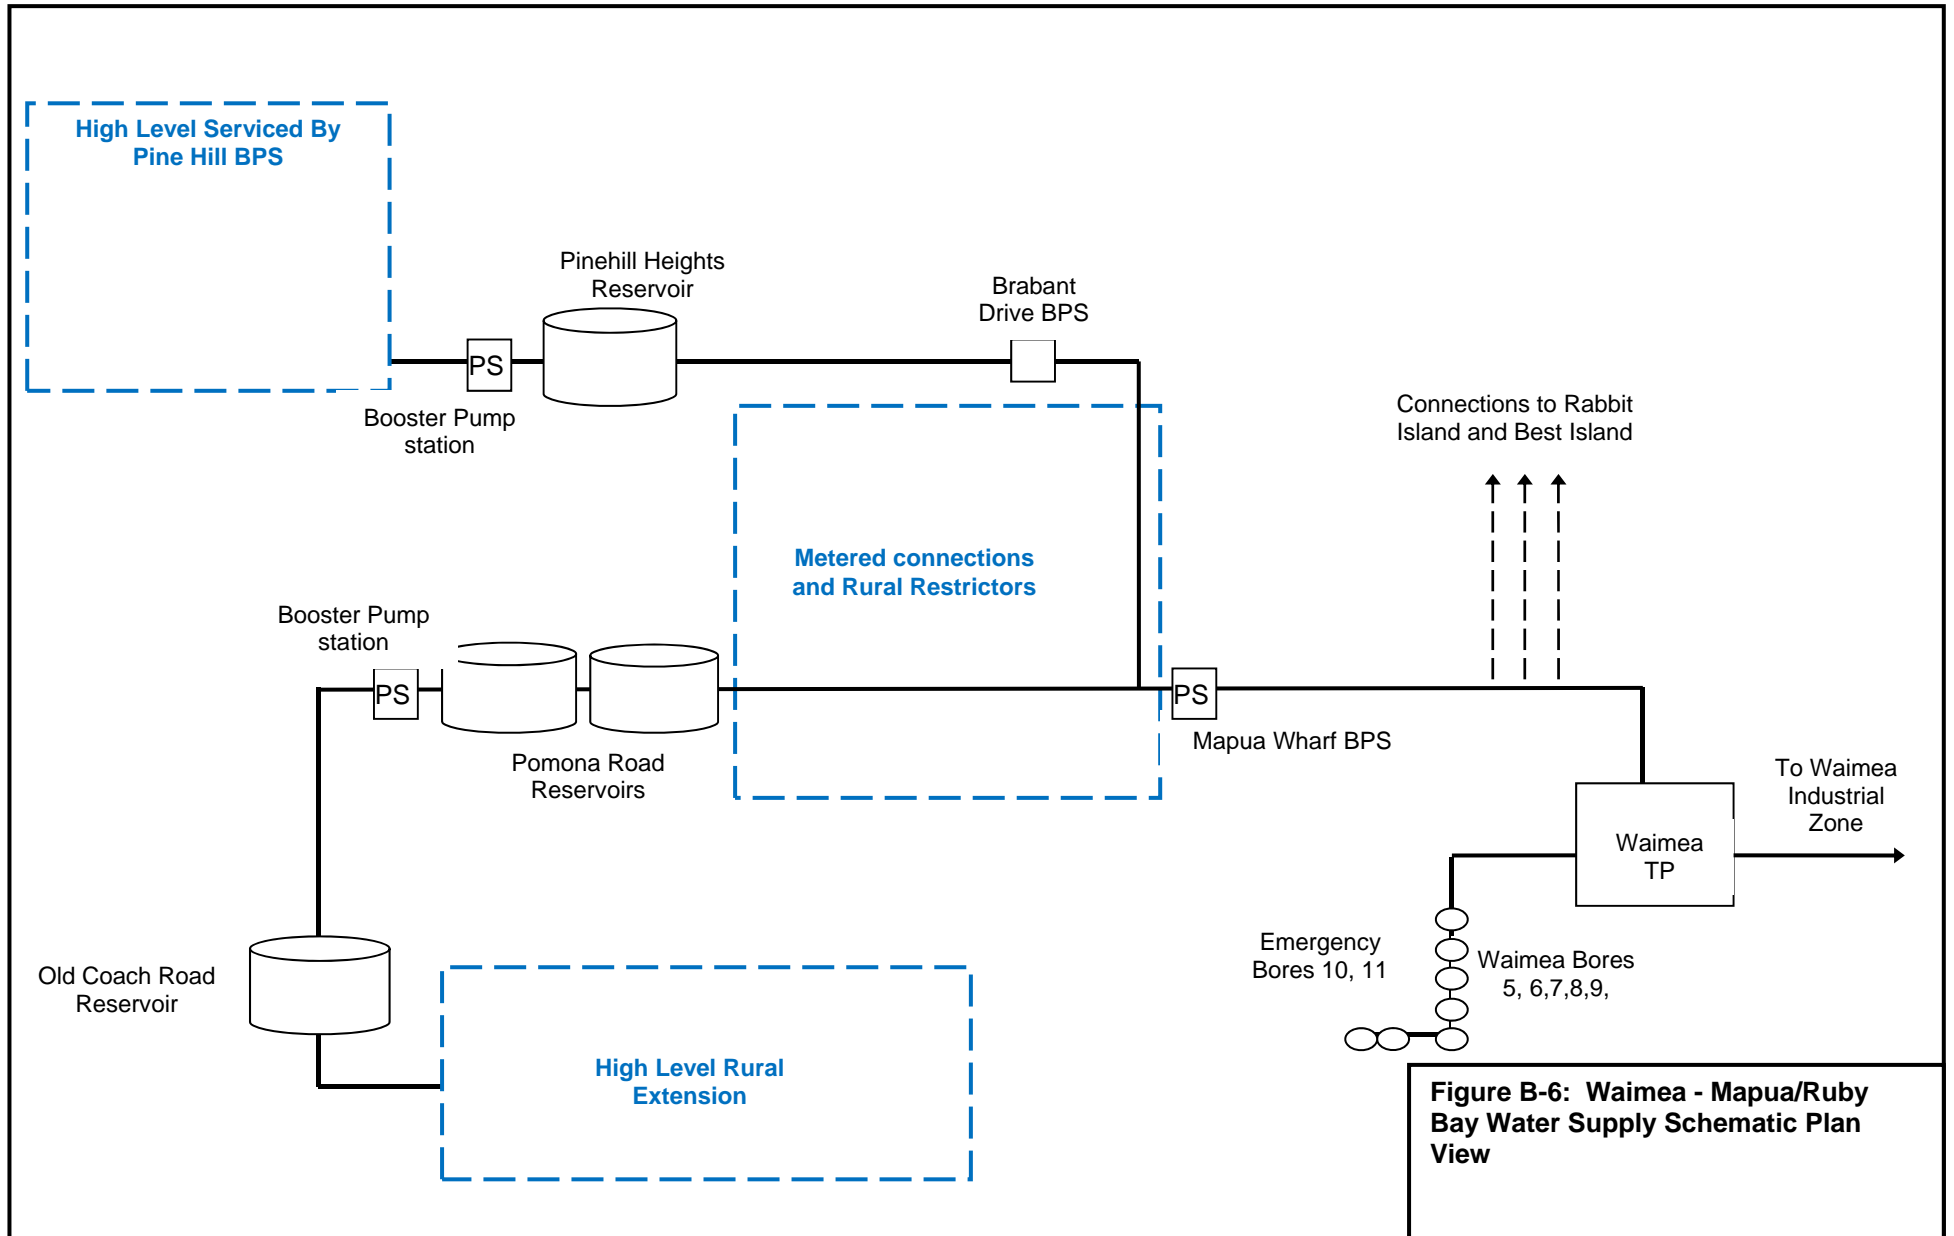 High Level Serviced By
Pine Hill BPS
Pinehill Heights
Reservoir
Brabant
Drive BPS
PS
Booster Pump
station
Connections to Rabbit
Island and Best Island
Metered connections
and Rural Restrictors
Booster Pump
station
PS
PS
Mapua Wharf BPS
Pomona Road
Reservoirs
To Waimea
Industrial
Zone
Waimea
TP
Emergency
Bores 10, 11
Waimea Bores
5, 6,7,8,9,
Old Coach Road
Reservoir
High Level Rural
Extension
Figure B-6: Waimea - Mapua/Ruby
Bay Water Supply Schematic Plan
View